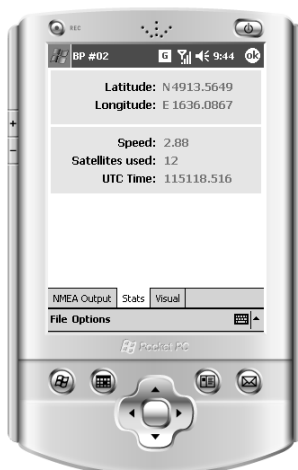 REC
BP #02 G 9:44 ok
Latitude: N 4913.5649
Longitude: E 1636.0867
Speed: 2.88
Satellites used: 12
UTC Time: 115118.516
NMEA Output Stats Visual
File Options
Pocket PC